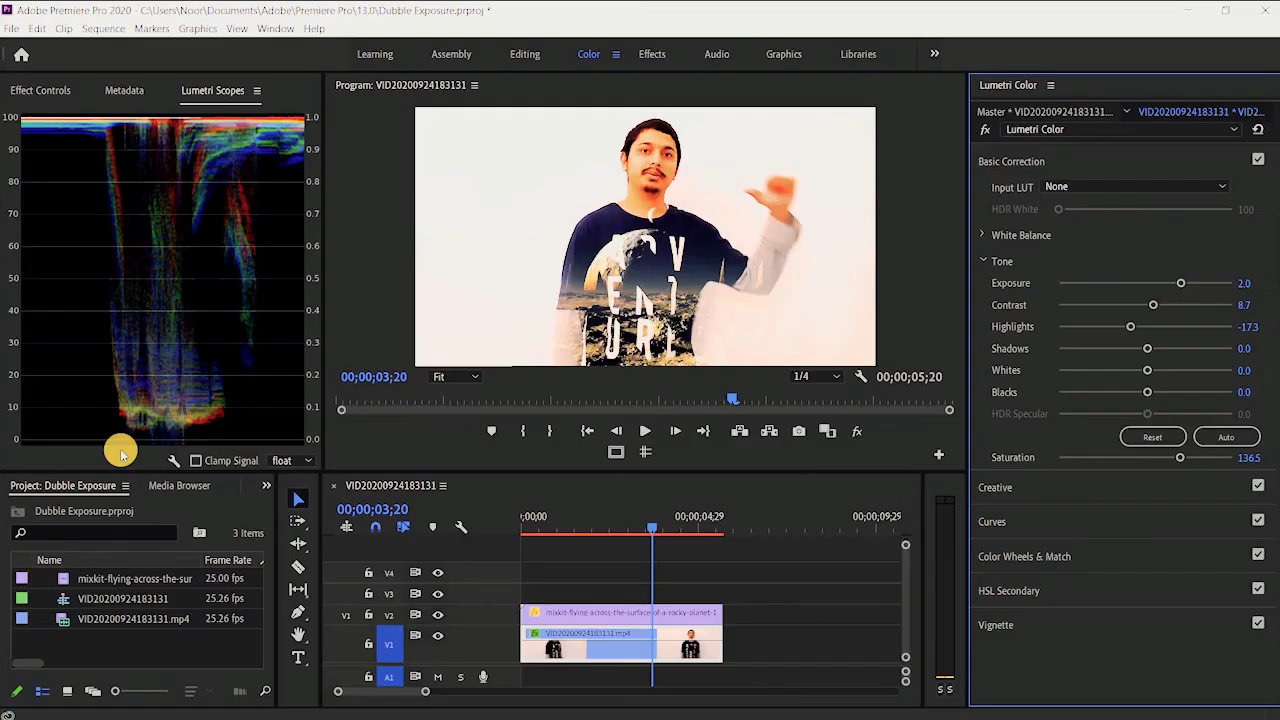 Adobe Premiere Pro 2020 - C:\Users\Noor\Documents\Adobe\Premiere Pro\13.0\Dubble Exposure.prproj *
File Edit Clip Sequence Markers Graphics View Window Help
Learning Assembly Editing Color Effects Audio Graphics Libraries
Effect Controls Metadata Lumetri Scopes
100 1.0
90 0.9
80 0.8
70 0.7
60 0.6
50 0.5
40 0.4
30 0.3
20 0.2
10 0.1
0 0.0
Clamp Signal float
Program: VID20200924183131
00;00;03;20 Fit 1/4 00;00;05;20
Lumetri Color
Master * VID20200924183131.... VID20200924183131 * VID2...
fx Lumetri Color
Basic Correction
Input LUT None
HDR White 100
White Balance
Tone
Exposure 2.0
Contrast 8.7
Highlights -17.3
Shadows 0.0
Whites 0.0
Blacks 0.0
HDR Specular 0.0
Reset Auto
Saturation 136.5
Creative
Curves
Color Wheels & Match
HSL Secondary
Vignette
Project: Dubble Exposure Media Browser
Dubble Exposure.prproj
3 Items
Name Frame Rate
mixkit-flying-across-the-sur 25.00 fps
VID20200924183131 25.26 fps
VID20200924183131.mp4 25.26 fps
× VID20200924183131
00;00;03;20
;00;00 00;00;04;29 00;00;09;29
V4
V3
V1 V2 fx mixkit-flying-across-the-surface-of-a-rocky-planet-1
V1 fx VID20200924183131.mp4
A1 M S
S S